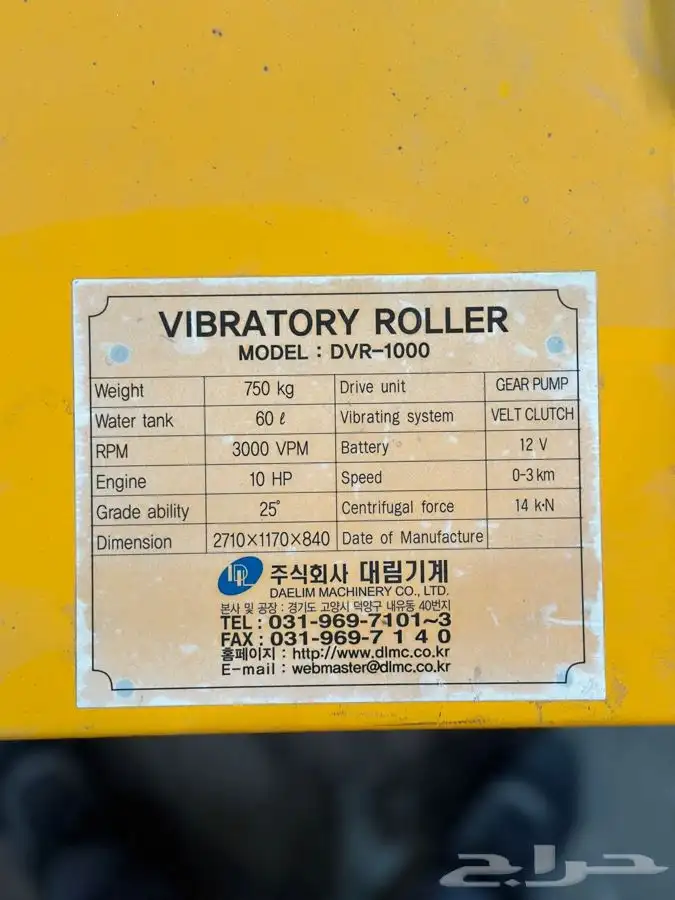 VIBRATORY ROLLER
MODEL : DVR-1000
Weight 750 kg Drive unit GEAR PUMP
Water tank 60 ℓ Vibrating system VELT CLUTCH
RPM 3000 VPM Battery 12 V
Engine 10 HP Speed 0-3 km
Grade ability 25° Centrifugal force 14 k·N
Dimension 2710×1170×840 Date of Manufacture
주식회사 대림기계
DAELIM MACHINERY CO., LTD.
본사 및 공장 : 경기도 고양시 덕양구 내유동 40번지
TEL : 031-969-7101~3
FAX : 031-969-7140
홈페이지 : http://www.dlmc.co.kr
E-mail : webmaster@dlmc.co.kr
حراج